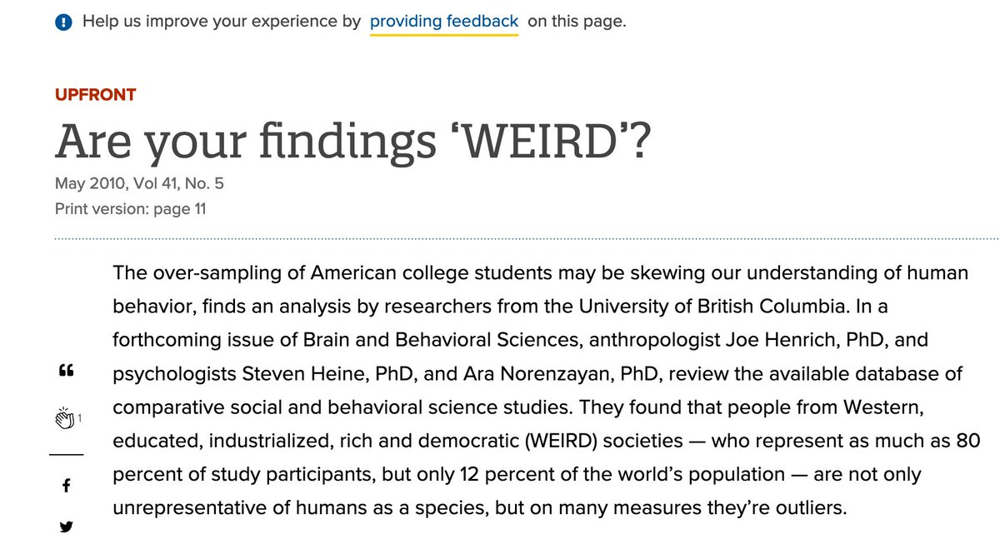 Help us improve your experience by providing feedback on this page.
UPFRONT
Are your findings ‘WEIRD’?
May 2010, Vol 41, No. 5
Print version: page 11
The over-sampling of American college students may be skewing our understanding of human
behavior, finds an analysis by researchers from the University of British Columbia. In a
forthcoming issue of Brain and Behavioral Sciences, anthropologist Joe Henrich, PhD, and
psychologists Steven Heine, PhD, and Ara Norenzayan, PhD, review the available database of
comparative social and behavioral science studies. They found that people from Western,
educated, industrialized, rich and democratic (WEIRD) societies — who represent as much as 80
percent of study participants, but only 12 percent of the world’s population — are not only
unrepresentative of humans as a species, but on many measures they’re outliers.
1